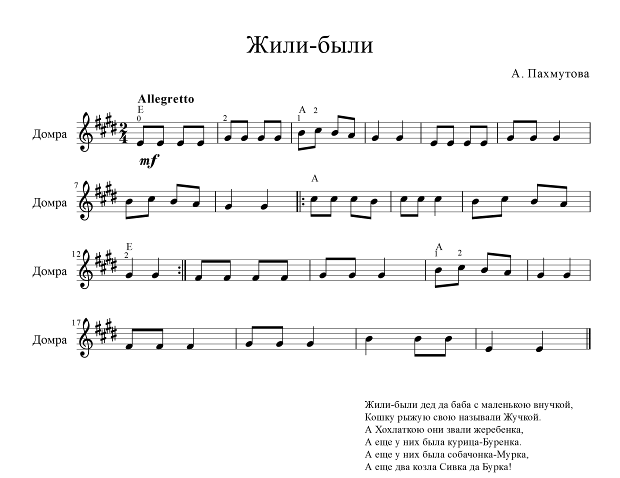 Жили-были
А. Пахмутова
Allegretto
E A
0 2 1 2
Домра
2 4
mf
7 A
Домра
12 E A
2 1 2
Домра
17
Домра
Жили-были дед да баба с маленькою внучкой,
Кошку рыжую свою называли Жучкой.
А Хохлаткою они звали жеребенка,
А еще у них была курица-Буренка.
А еще у них была собачонка-Мурка,
А еще два козла Сивка да Бурка!